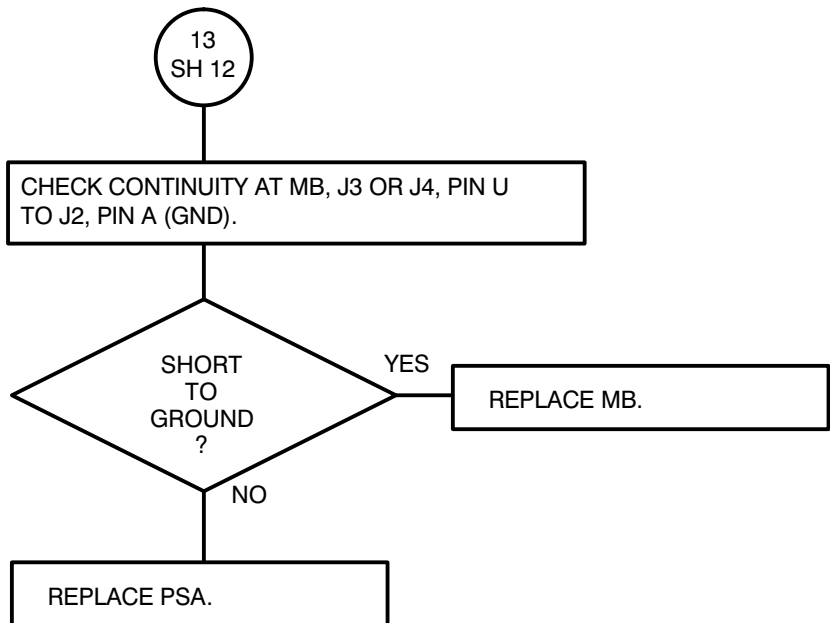 13
SH 12
CHECK CONTINUITY AT MB, J3 OR J4, PIN U
TO J2, PIN A (GND).
SHORT
TO
GROUND
?
YES
REPLACE MB.
NO
REPLACE PSA.